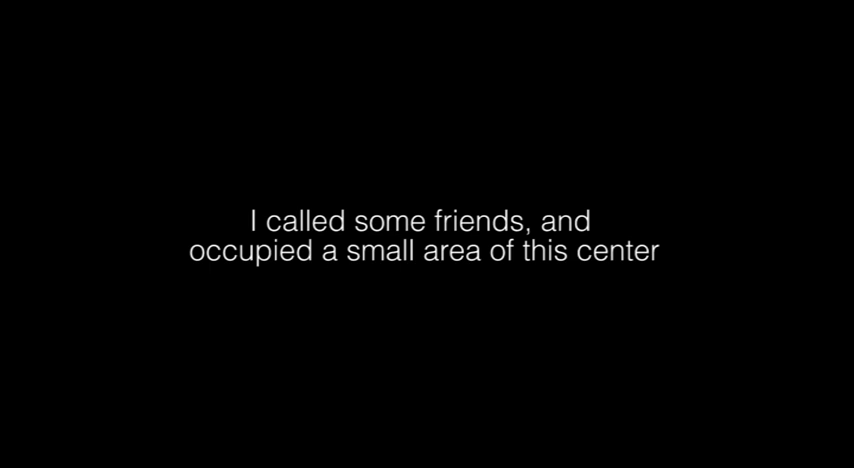 I called some friends, and
occupied a small area of this center